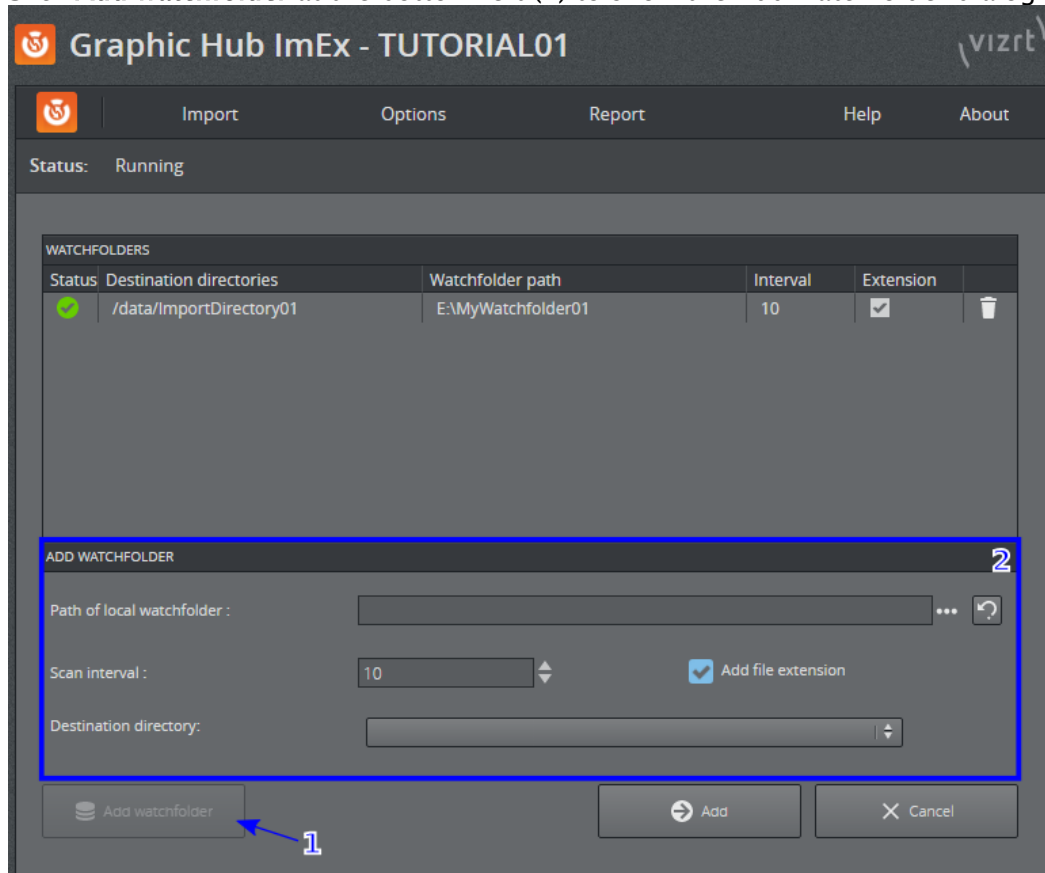 Graphic Hub ImEx - TUTORIAL01
vizrt
Import Options Report Help About
Status: Running
WATCHFOLDERS
Status Destination directories Watchfolder path Interval Extension
/data/ImportDirectory01 E:\MyWatchfolder01 10
ADD WATCHFOLDER 2
Path of local watchfolder : •••
Scan interval : 10 Add file extension
Destination directory:
Add watchfolder Add Cancel
1